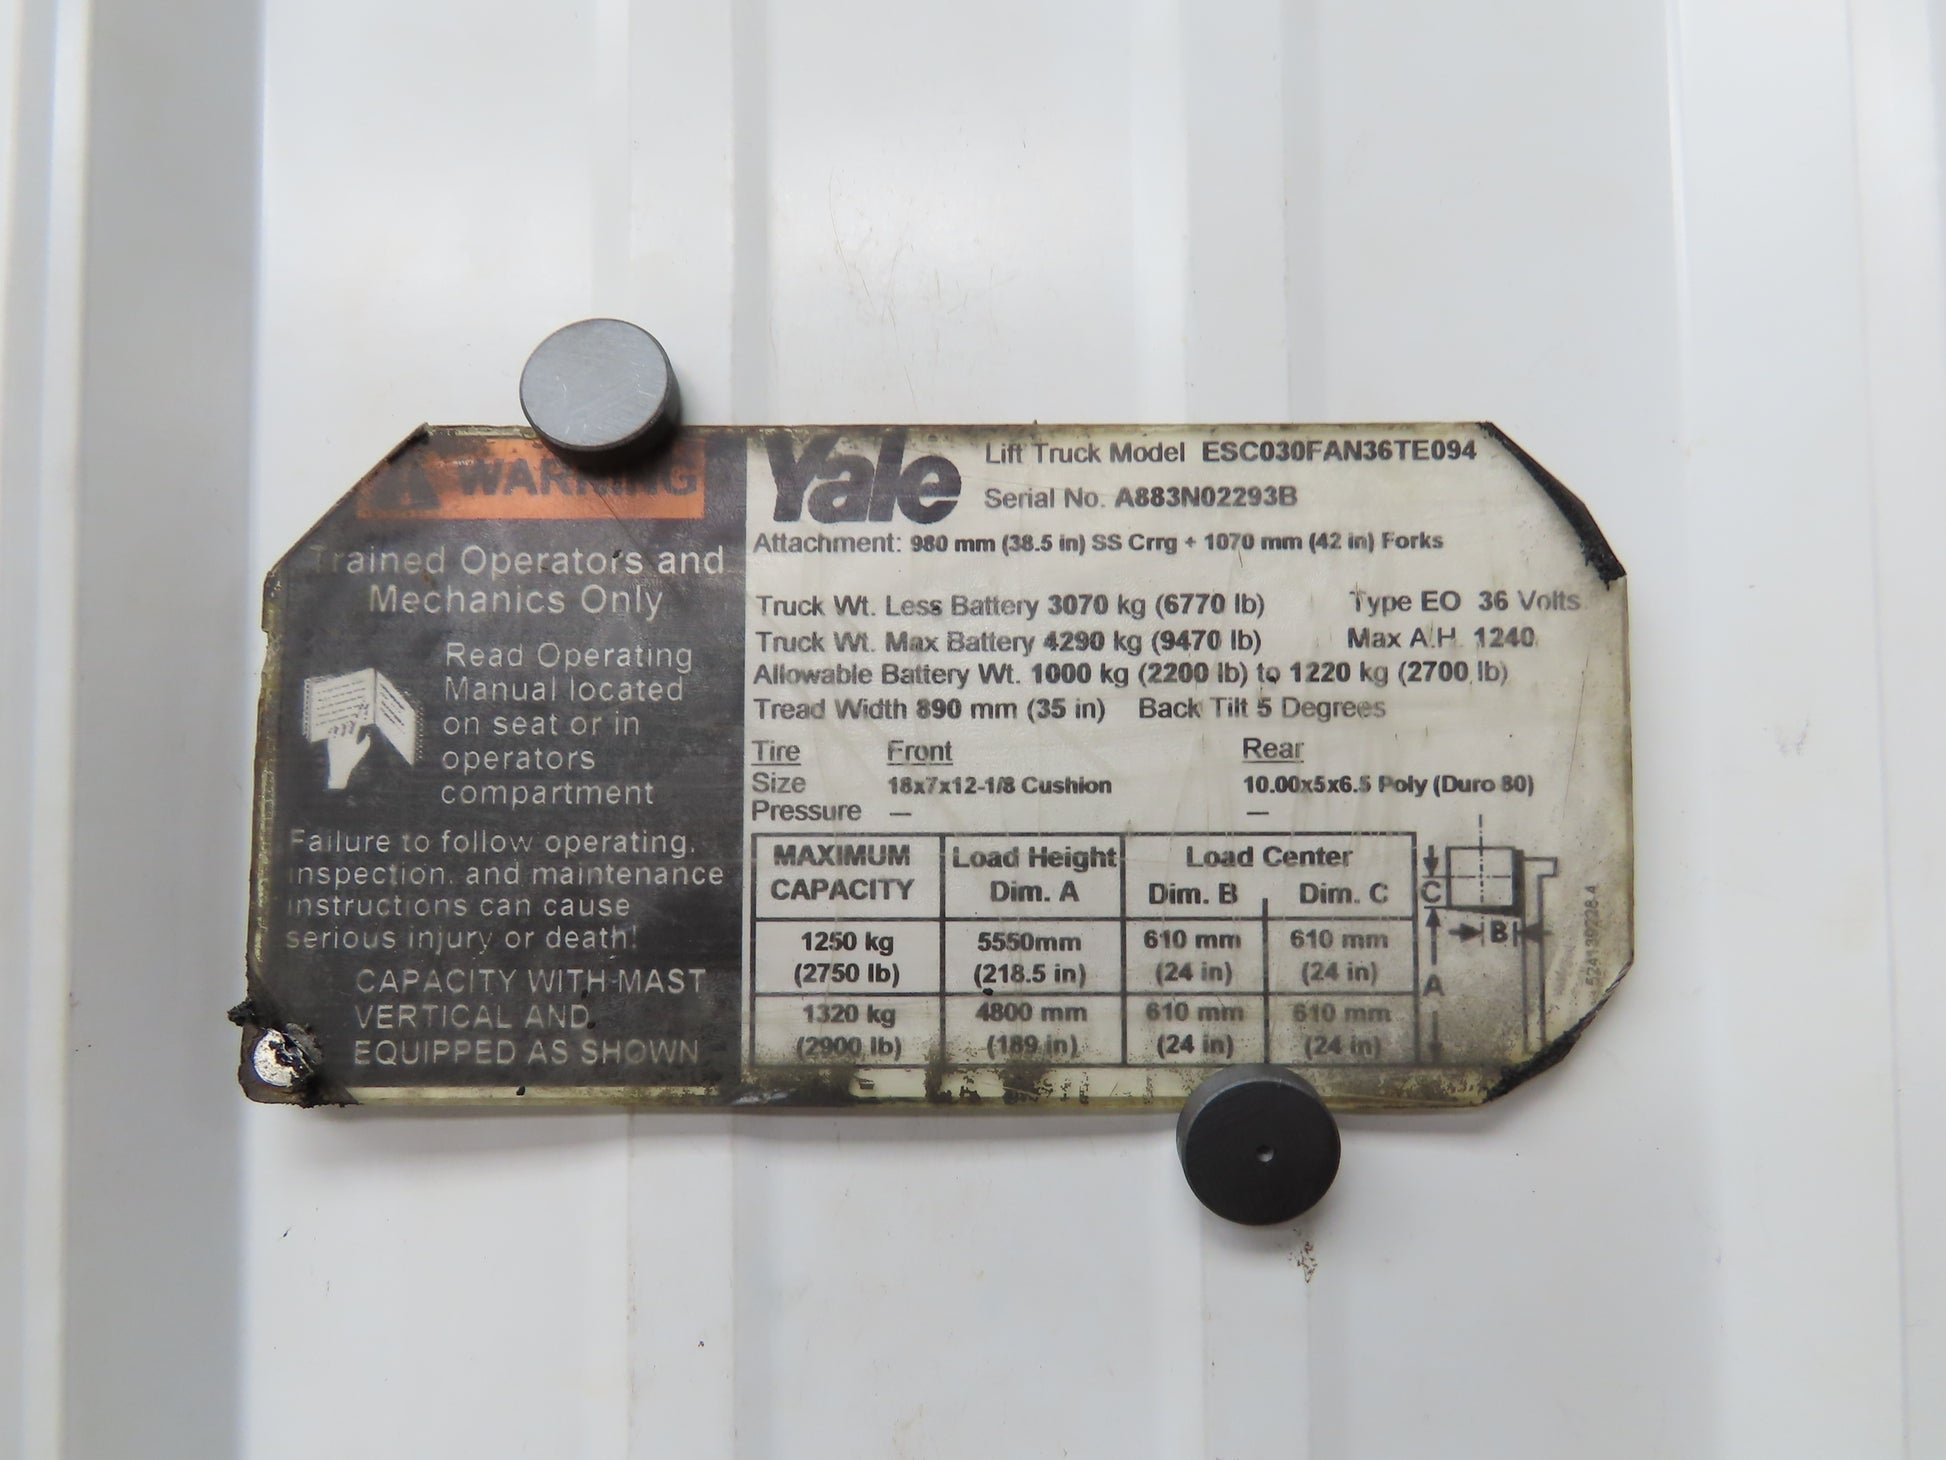 WARNING
Trained Operators and
Mechanics Only
Read Operating
Manual located
on seat or in
operators
compartment
Failure to follow operating,
inspection, and maintenance
instructions can cause
serious injury or death!
CAPACITY WITH MAST
VERTICAL AND
EQUIPPED AS SHOWN
Yale
Lift Truck Model ESC030FAN36TE094
Serial No. A883N02293B
Attachment: 980 mm (38.5 in) SS Crrg + 1070 mm (42 in) Forks
Truck Wt. Less Battery 3070 kg (6770 lb) Type EO 36 Volts
Truck Wt. Max Battery 4290 kg (9470 lb) Max A.H. 1240
Allowable Battery Wt. 1000 kg (2200 lb) to 1220 kg (2700 lb)
Tread Width 890 mm (35 in) Back Tilt 5 Degrees
Tire Front Rear
Size 18x7x12-1/8 Cushion 10.00x5x6.5 Poly (Duro 80)
Pressure — —
MAXIMUM CAPACITY Load Height Dim. A Load Center Dim. B Dim. C
1250 kg 5550mm 610 mm 610 mm
(2750 lb) (218.5 in) (24 in) (24 in)
1320 kg 4800 mm 610 mm 610 mm
(2900 lb) (189 in) (24 in) (24 in)
C
B
A
524139228-4